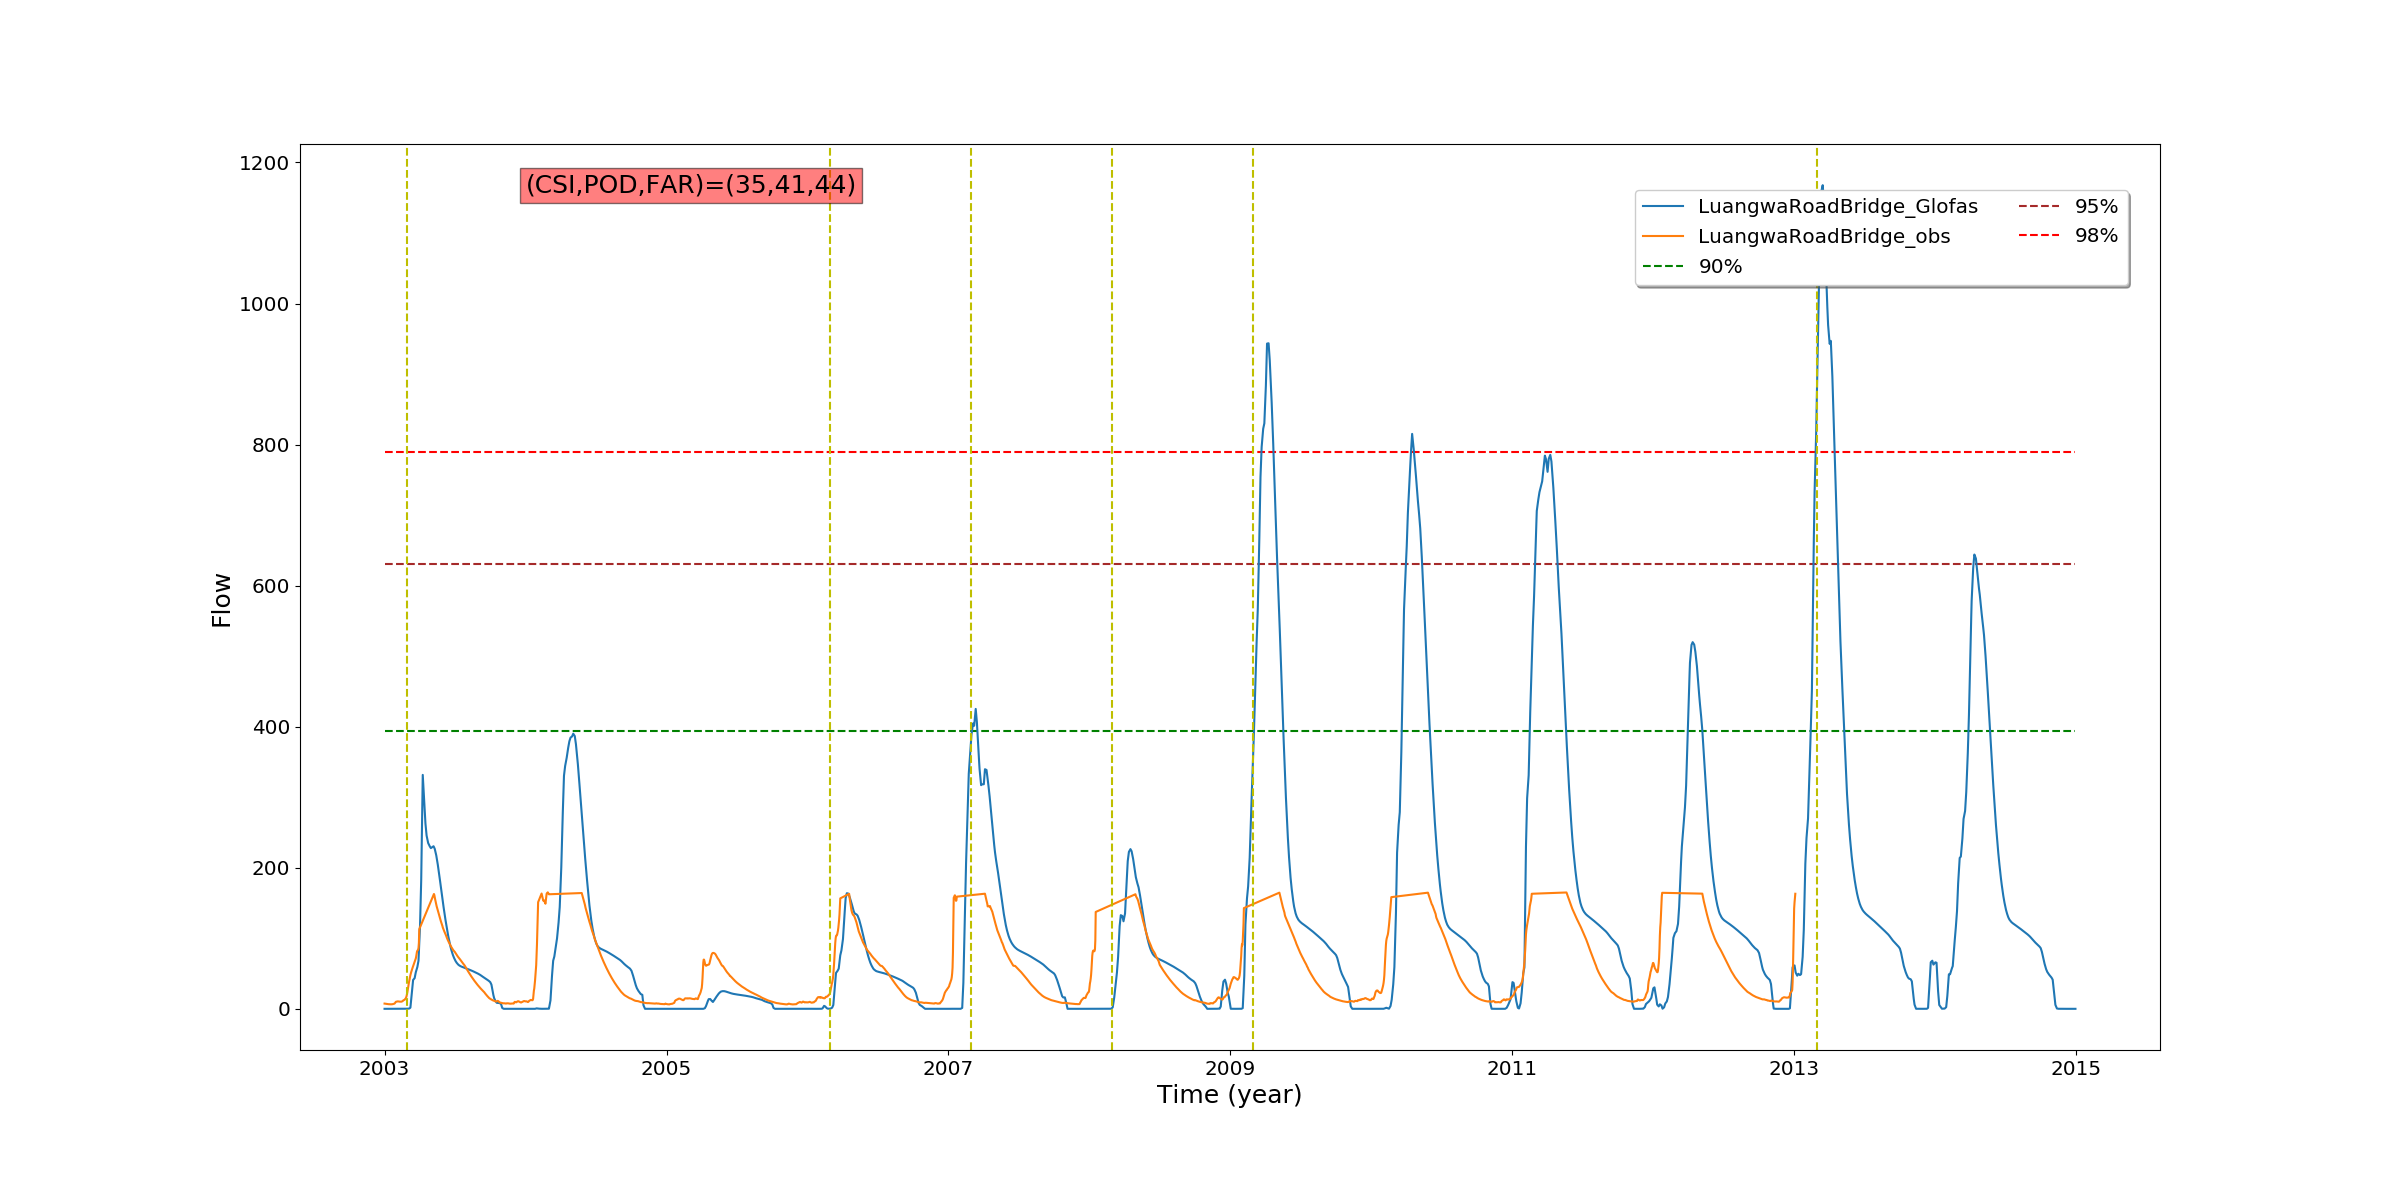 (CSI,POD,FAR)=(35,41,44)
LuangwaRoadBridge_Glofas
LuangwaRoadBridge_obs
90%
95%
98%
1200
1000
800
600
400
200
0
Flow
2003 2005 2007 2009 2011 2013 2015
Time (year)